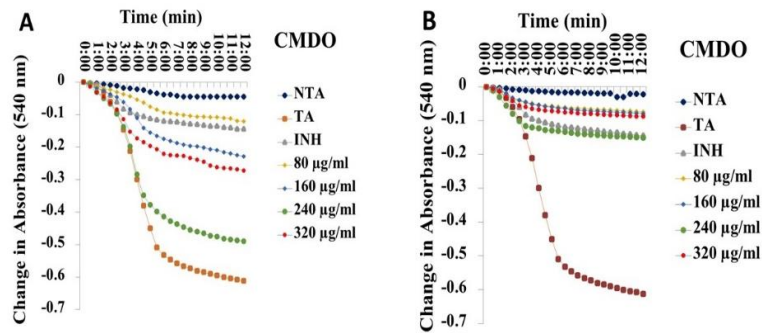 A
Time (min)
0:00
1:00
2:00
3:00
4:00
5:00
6:00
7:00
8:00
9:00
10:00
11:00
12:00
Change in Absorbance (540 nm)
0
-0.1
-0.2
-0.3
-0.4
-0.5
-0.6
-0.7
CMDO
NTA
TA
INH
80 µg/ml
160 µg/ml
240 µg/ml
320 µg/ml
B
Time (min)
0:00
1:00
2:00
3:00
4:00
5:00
6:00
7:00
8:00
9:00
10:00
11:00
12:00
Change in Absorbance (540 nm)
0
-0.1
-0.2
-0.3
-0.4
-0.5
-0.6
-0.7
CMDO
NTA
TA
INH
80 µg/ml
160 µg/ml
240 µg/ml
320 µg/ml